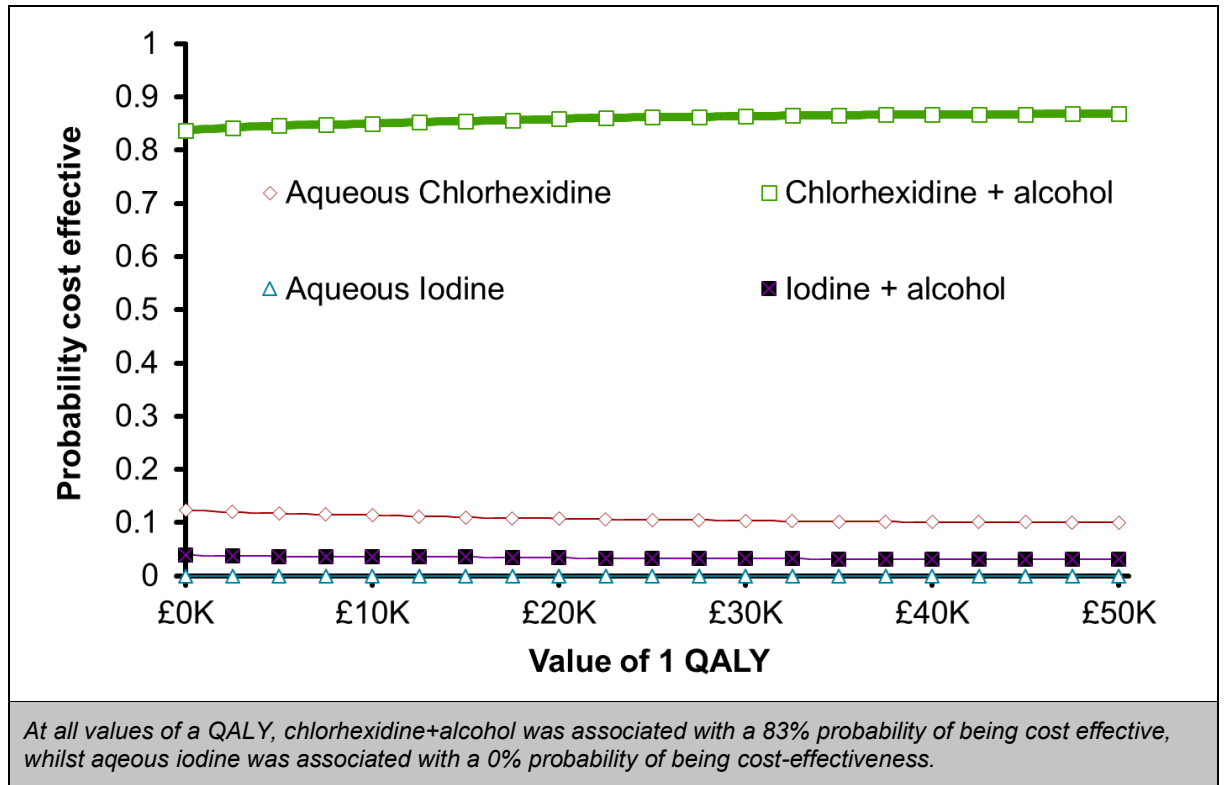 1
0.9
0.8
0.7
0.6
0.5
0.4
0.3
0.2
0.1
0
Probability cost effective
Aqueous Chlorhexidine
Chlorhexidine + alcohol
Aqueous Iodine
Iodine + alcohol
£0K £10K £20K £30K £40K £50K
Value of 1 QALY
At all values of a QALY, chlorhexidine+alcohol was associated with a 83% probability of being cost effective,
whilst aqeous iodine was associated with a 0% probability of being cost-effectiveness.